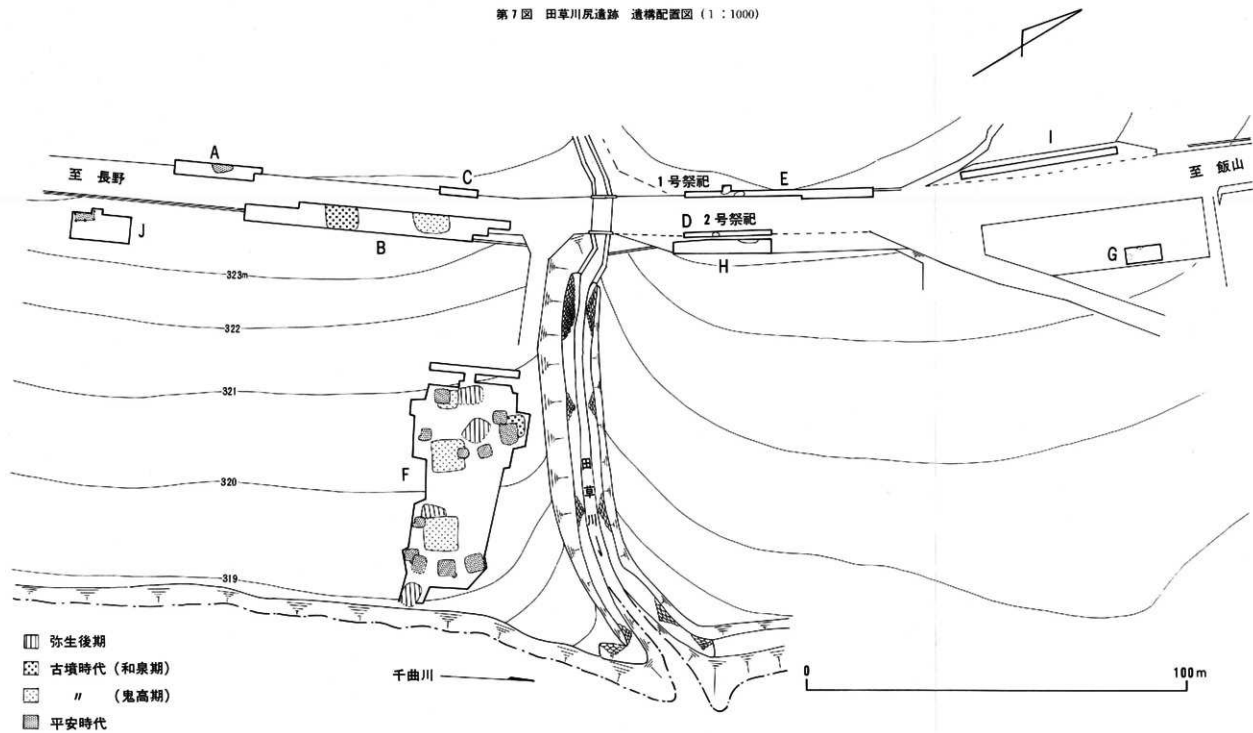 第7図 田草川尻遺跡 遺構配置図 (1:1000)
A
I
至 長野
C
1号祭祀
E
至 飯山
J
B
D 2号祭祀
H
G
323m
322
321
F
320
319
田草川
弥生後期
古墳時代(和泉期)
〃 (鬼高期)
平安時代
千曲川
0
100m